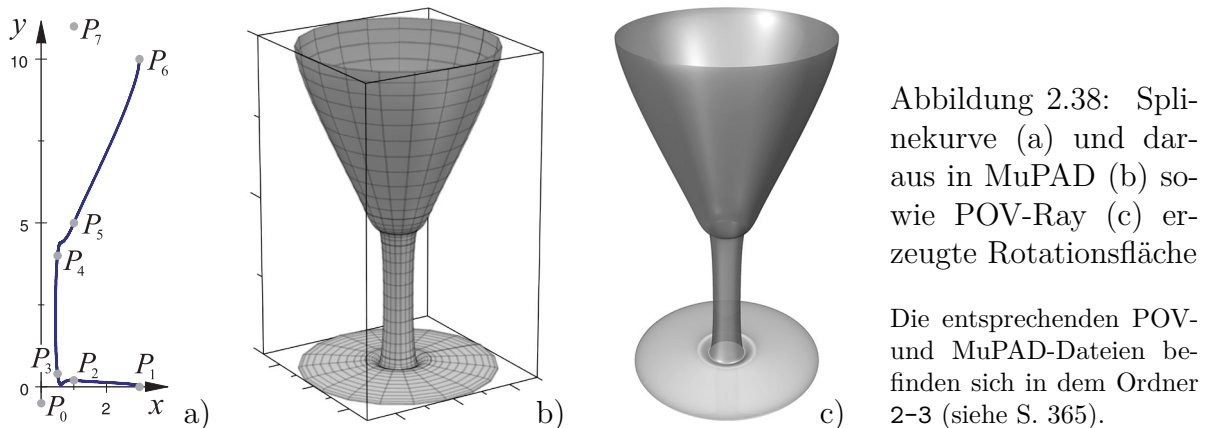 y
P7
10
P6
5
P5
P4
P3
P2
P1
0
2
P0
x
a)
b)
c)
Abbildung 2.38: Spli-
nekurve (a) und dar-
aus in MuPAD (b) so-
wie POV-Ray (c) er-
zeugte Rotationsfläche
Die entsprechenden POV-
und MuPAD-Dateien be-
finden sich in dem Ordner
2-3 (siehe S. 365).